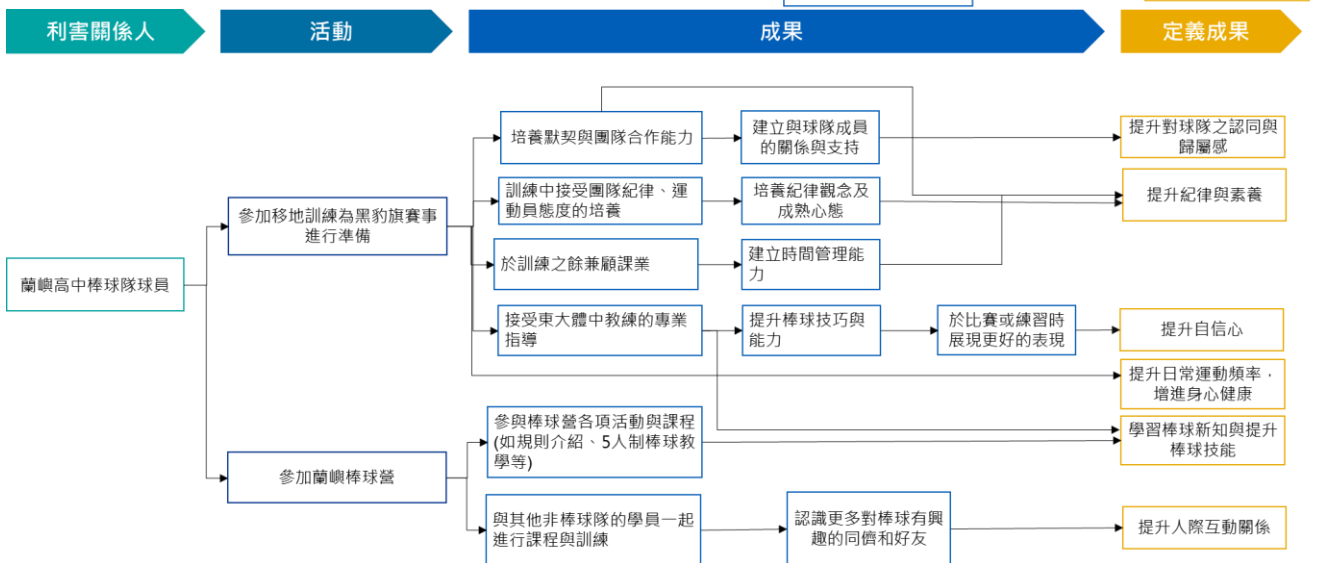 利害關係人
活動
成果
定義成果
蘭嶼高中棒球隊球員
參加移地訓練為黑豹旗賽事
進行準備
培養默契與團隊合作能力
建立與球隊成員
的關係與支持
提升對球隊之認同與
歸屬感
訓練中接受團隊紀律、運
動員態度的培養
培養紀律觀念及
成熟心態
提升紀律與素養
於訓練之餘兼顧課業
建立時間管理能
力
接受東大體中教練的專業
指導
提升棒球技巧與
能力
於比賽或練習時
展現更好的表現
提升自信心
提升日常運動頻率，
增進身心健康
參加蘭嶼棒球營
參與棒球營各項活動與課程
(如規則介紹、5人制棒球教
學等)
學習棒球新知與提升
棒球技能
與其他非棒球隊的學員一起
進行課程與訓練
認識更多對棒球有興
趣的同儕和好友
提升人際互動關係